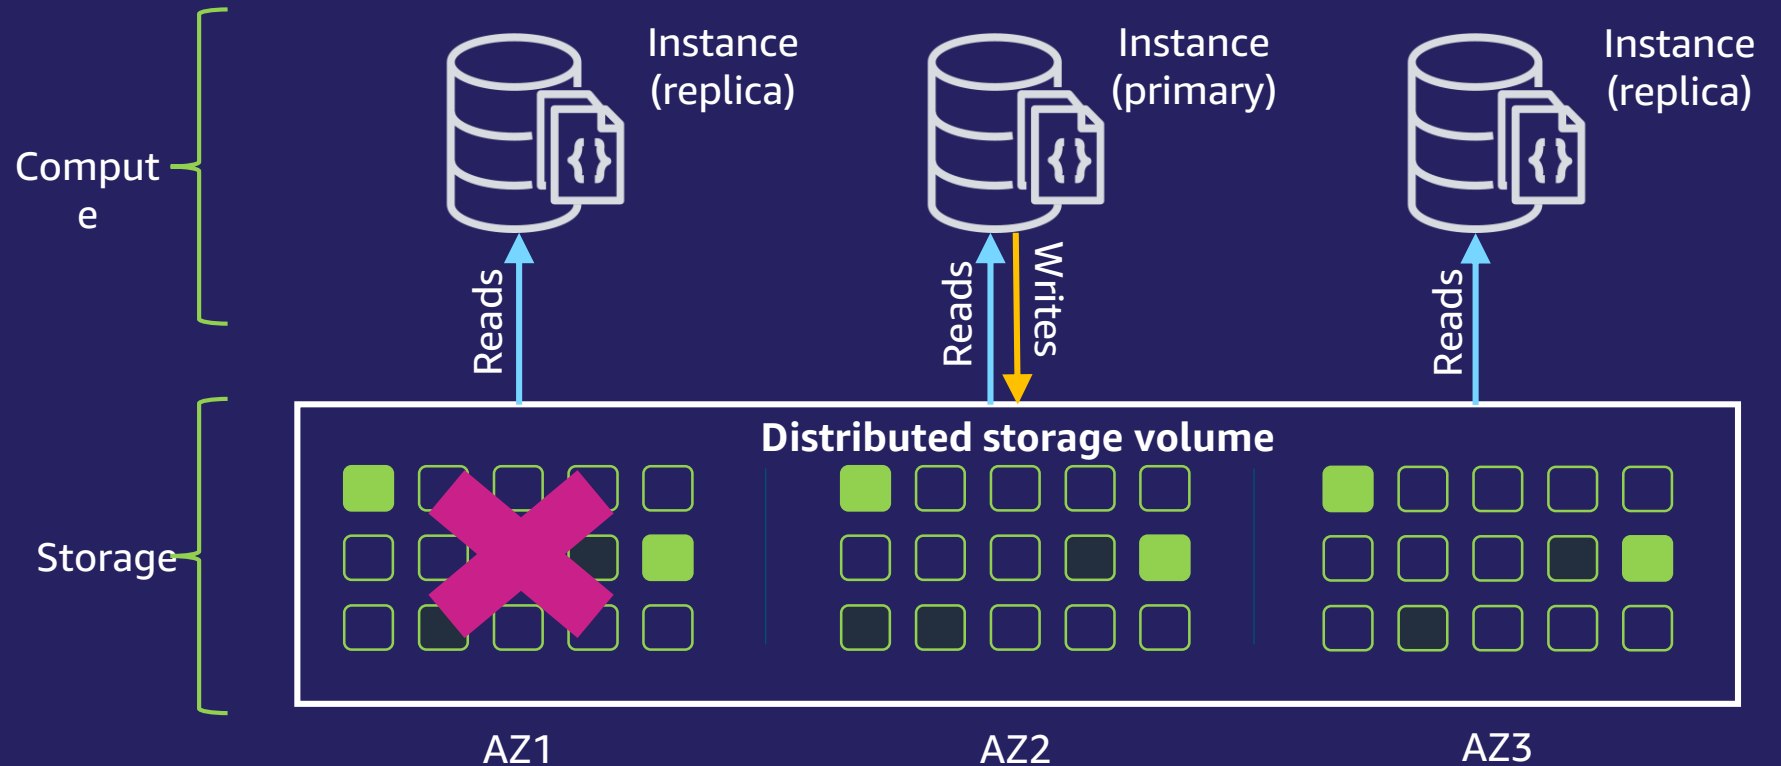 Instance
(replica)
Instance
(primary)
Instance
(replica)
Comput
e
{}
{}
{}
Reads
Reads
Writes
Reads
Distributed storage volume
Storage
AZ1
AZ2
AZ3